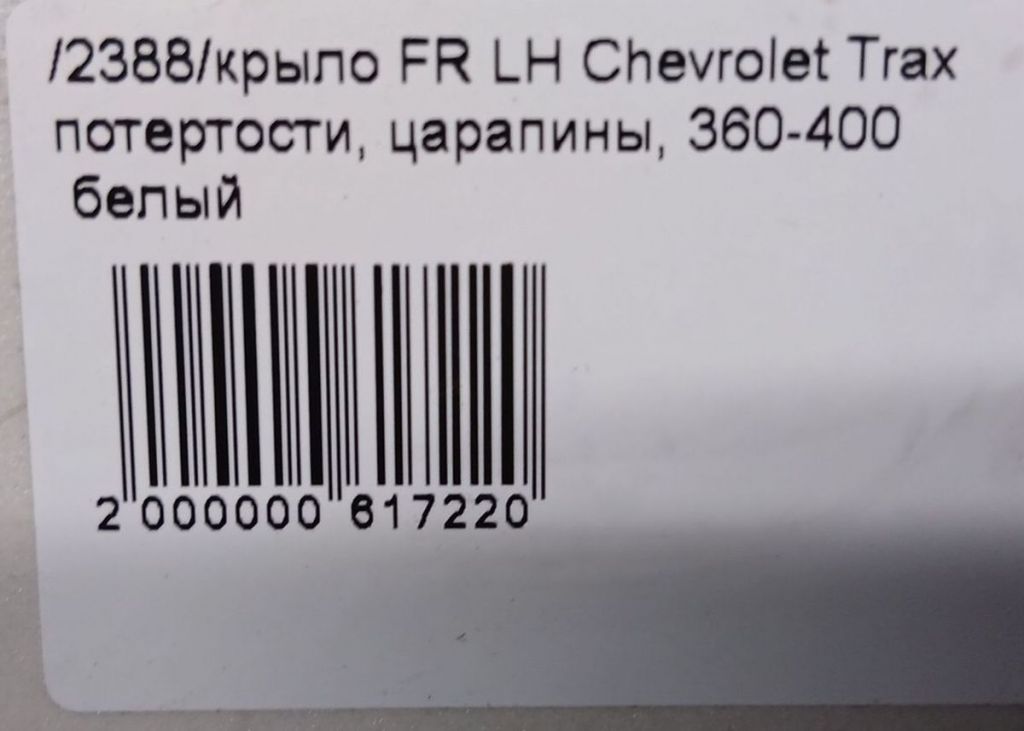 /2388/крыло FR LH Chevrolet Trax
потертости, царапины, 360-400
белый
2 000000 617220